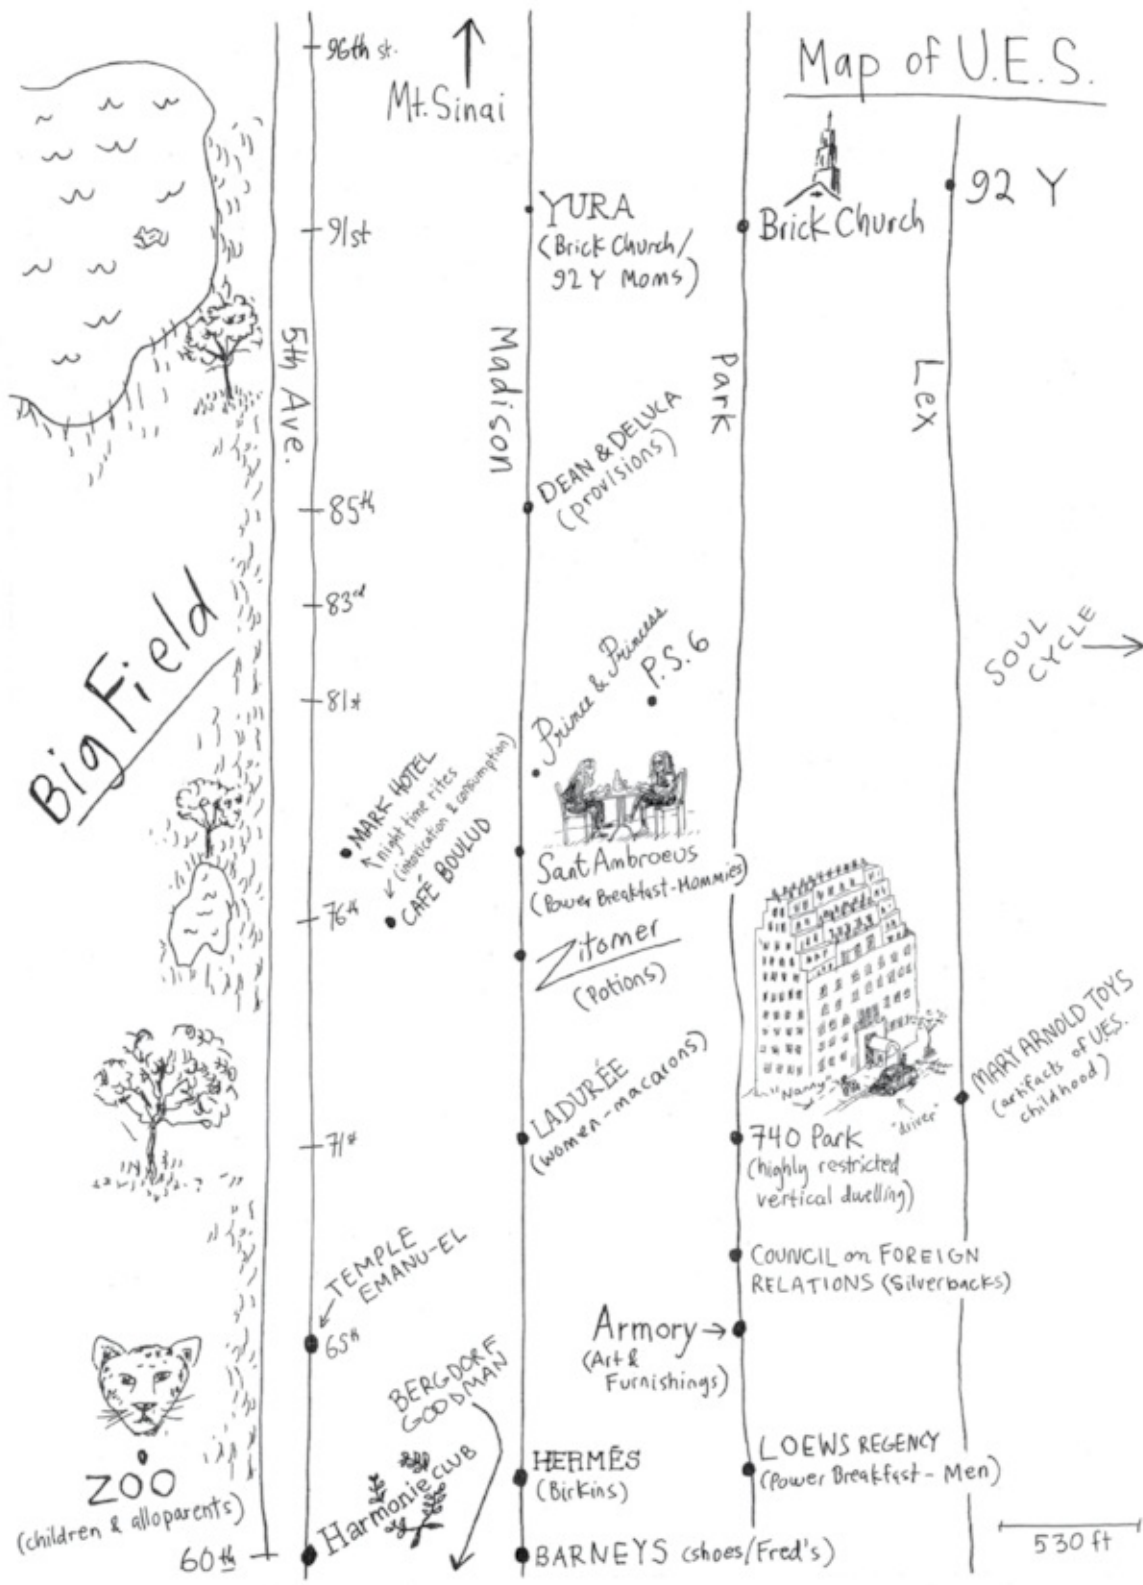 Map of U.E.S.
96th st.
Mt. Sinai
92 Y
YURA
(Brick Church/
92 Y Moms)
Brick Church
91st
5th Ave.
Madison
Park
Lex
DEAN & DELUCA
(provisions)
85th
83rd
Big Field
SOUL
CYCLE
Prince & Princess
P.S. 6
81st
MARK HOTEL
night time rites
(intoxication & consumption)
CAFÉ BOULUD
Sant Ambroeus
(Power Breakfast-Mommies)
76th
Zitomer
(Potions)
MARY ARNOLD TOYS
(artifacts of U.E.S.
childhood)
"Nanny"
"driver"
LADURÉE
(women-macarons)
71st
740 Park
(highly restricted
vertical dwelling)
TEMPLE
EMANU-EL
COUNCIL on FOREIGN
RELATIONS (Silverbacks)
65th
Armory
(Art &
Furnishings)
BERGDORF
GOODMAN
ZOO
(children & alloparents)
Harmonie CLUB
HERMÉS
(Birkins)
LOEWS REGENCY
(Power Breakfast - Men)
60th
BARNEYS (shoes/Fred's)
530 ft